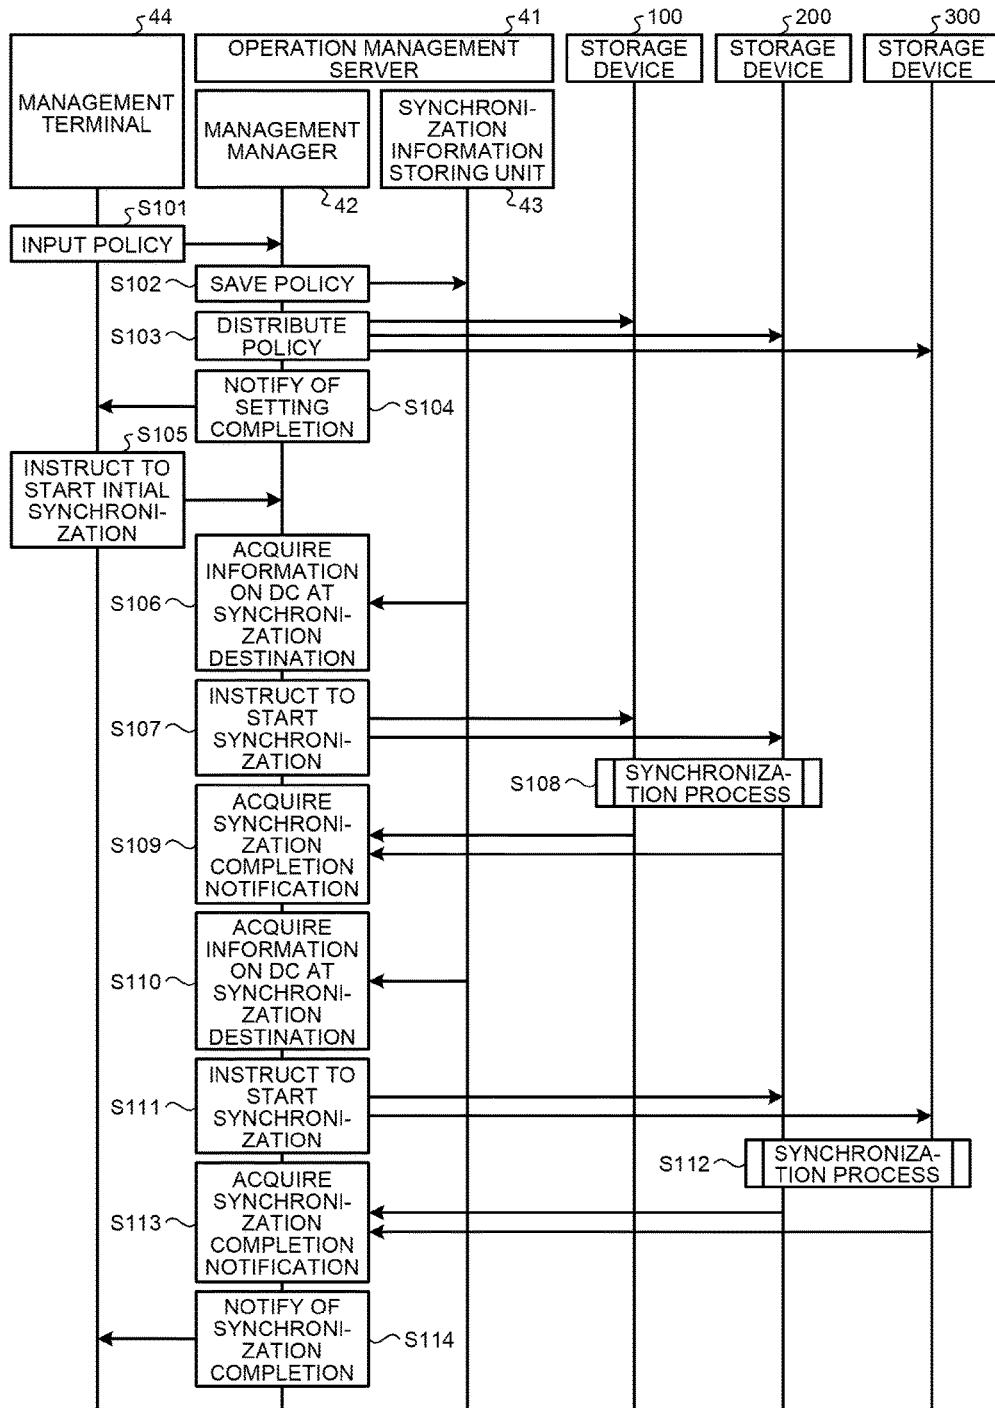 44
41
100
200
300
OPERATION MANAGEMENT
SERVER
STORAGE
DEVICE
STORAGE
DEVICE
STORAGE
DEVICE
MANAGEMENT
TERMINAL
MANAGEMENT
MANAGER
SYNCHRONI-
ZATION
INFORMATION
STORING UNIT
42
43
S101
INPUT POLICY
S102
SAVE POLICY
S103
DISTRIBUTE
POLICY
NOTIFY OF
SETTING
COMPLETION
S104
S105
INSTRUCT TO
START INTIAL
SYNCHRONI-
ZATION
S106
ACQUIRE
INFORMATION
ON DC AT
SYNCHRONI-
ZATION
DESTINATION
S107
INSTRUCT TO
START
SYNCHRONI-
ZATION
S108
SYNCHRONIZA-
TION PROCESS
S109
ACQUIRE
SYNCHRONI-
ZATION
COMPLETION
NOTIFICATION
S110
ACQUIRE
INFORMATION
ON DC AT
SYNCHRONI-
ZATION
DESTINATION
S111
INSTRUCT TO
START
SYNCHRONI-
ZATION
S112
SYNCHRONIZA-
TION PROCESS
S113
ACQUIRE
SYNCHRONI-
ZATION
COMPLETION
NOTIFICATION
NOTIFY OF
SYNCHRONI-
ZATION
COMPLETION
S114